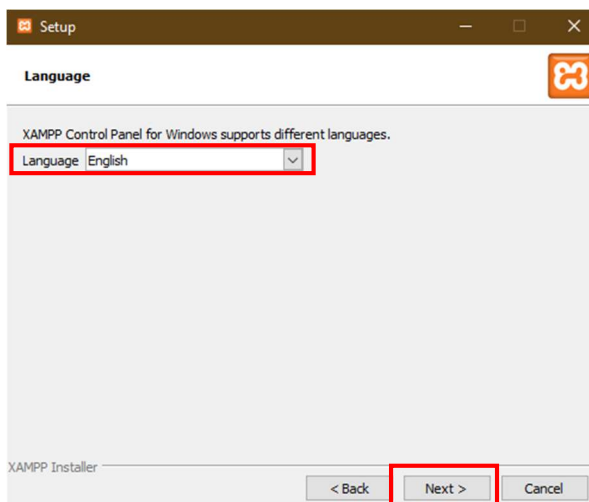 Setup
Language
XAMPP Control Panel for Windows supports different languages.
Language English
XAMPP Installer
< Back Next > Cancel